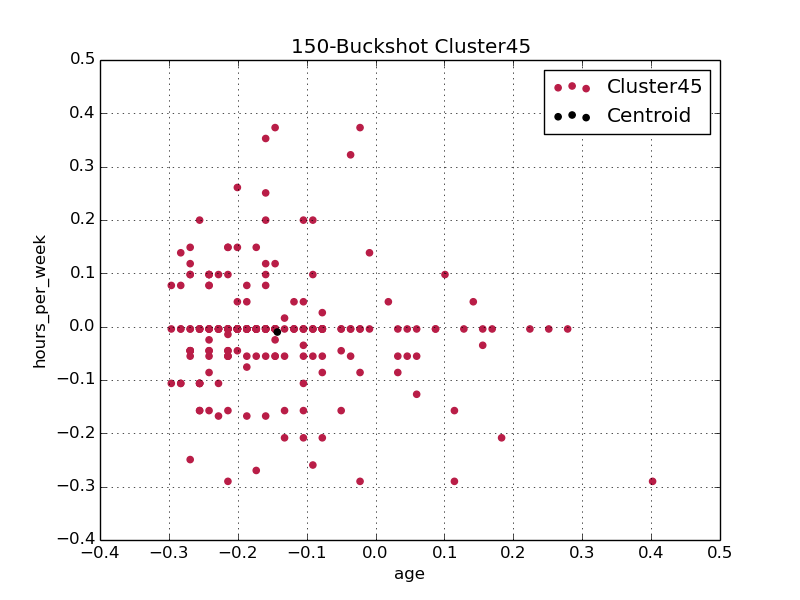 150-Buckshot Cluster45
0.5
0.4
0.3
0.2
0.1
0.0
−0.1
−0.2
−0.3
−0.4
hours_per_week
Cluster45
Centroid
−0.4 −0.3 −0.2 −0.1 0.0 0.1 0.2 0.3 0.4 0.5
age